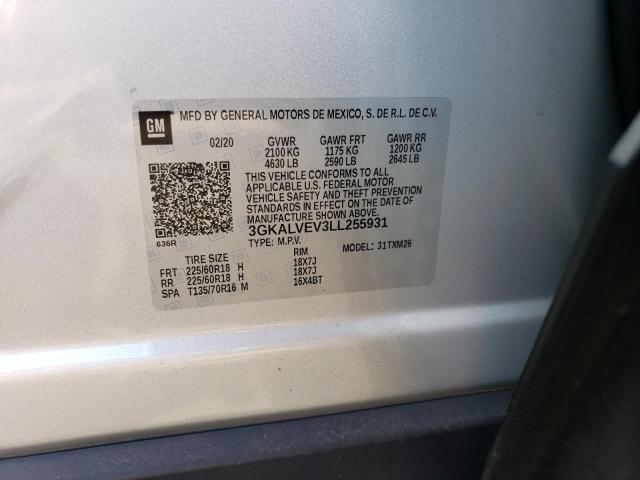 GM
MFD BY GENERAL MOTORS DE MEXICO, S. DE R.L. DE C.V.
02/20 GVWR GAWR FRT GAWR RR
2100 KG 1175 KG 1200 KG
4630 LB 2590 LB 2645 LB
THIS VEHICLE CONFORMS TO ALL
APPLICABLE U.S. FEDERAL MOTOR
VEHICLE SAFETY AND THEFT PREVENTION
STANDARDS IN EFFECT ON THE DATE OF
MANUFACTURE SHOWN ABOVE.
636R 3GKALVEV3LL255931
TYPE: M.P.V. MODEL: 31TXM26
TIRE SIZE RIM
FRT 225/60R18 H 18X7J
RR 225/60R18 H 18X7J
SPA T135/70R16 M 16X4BT